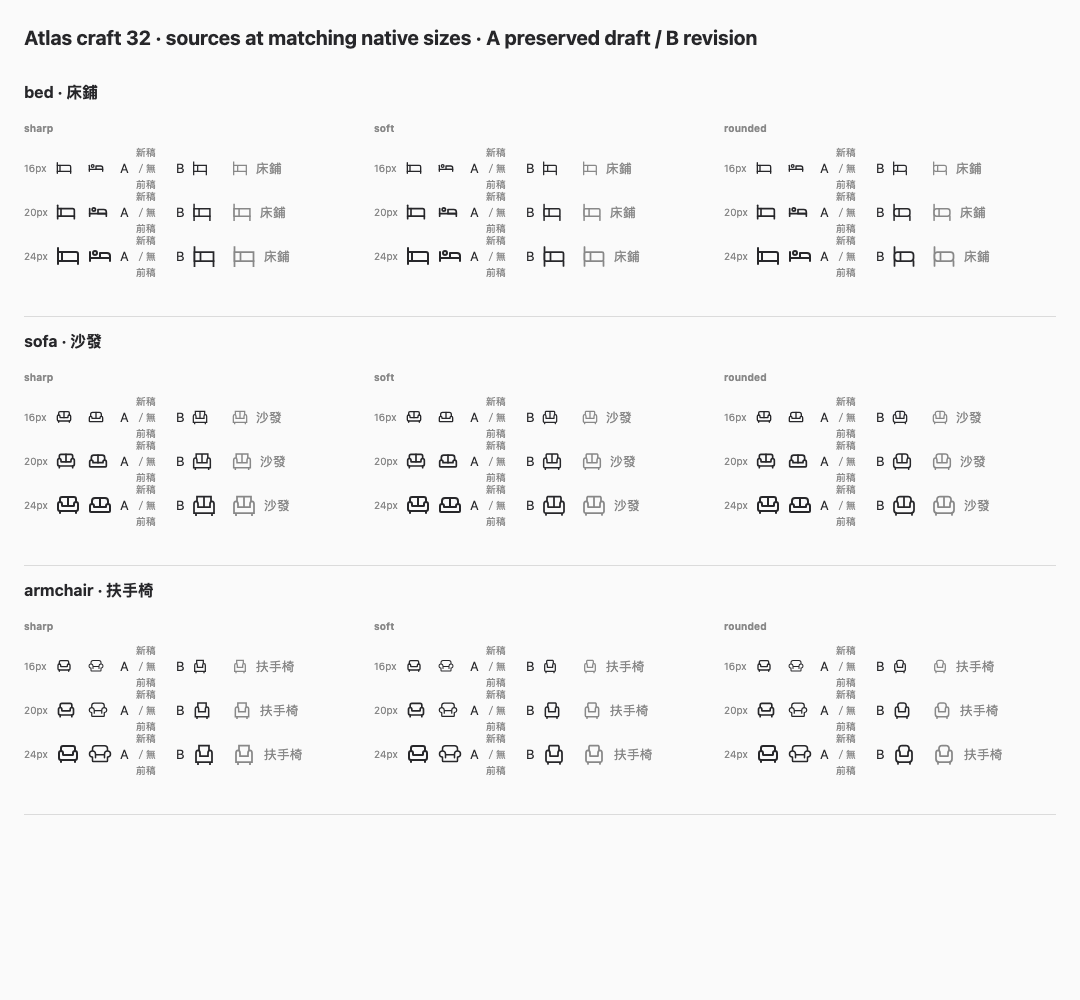 Atlas craft 32 · sources at matching native sizes · A preserved draft / B revision
bed · 床鋪
sharp
16px A 新稿 / 無 前稿 B 床鋪
20px A 新稿 / 無 前稿 B 床鋪
24px A 新稿 / 無 前稿 B 床鋪
soft
16px A 新稿 / 無 前稿 B 床鋪
20px A 新稿 / 無 前稿 B 床鋪
24px A 新稿 / 無 前稿 B 床鋪
rounded
16px A 新稿 / 無 前稿 B 床鋪
20px A 新稿 / 無 前稿 B 床鋪
24px A 新稿 / 無 前稿 B 床鋪
sofa · 沙發
sharp
16px A 新稿 / 無 前稿 B 沙發
20px A 新稿 / 無 前稿 B 沙發
24px A 新稿 / 無 前稿 B 沙發
soft
16px A 新稿 / 無 前稿 B 沙發
20px A 新稿 / 無 前稿 B 沙發
24px A 新稿 / 無 前稿 B 沙發
rounded
16px A 新稿 / 無 前稿 B 沙發
20px A 新稿 / 無 前稿 B 沙發
24px A 新稿 / 無 前稿 B 沙發
armchair · 扶手椅
sharp
16px A 新稿 / 無 前稿 B 扶手椅
20px A 新稿 / 無 前稿 B 扶手椅
24px A 新稿 / 無 前稿 B 扶手椅
soft
16px A 新稿 / 無 前稿 B 扶手椅
20px A 新稿 / 無 前稿 B 扶手椅
24px A 新稿 / 無 前稿 B 扶手椅
rounded
16px A 新稿 / 無 前稿 B 扶手椅
20px A 新稿 / 無 前稿 B 扶手椅
24px A 新稿 / 無 前稿 B 扶手椅